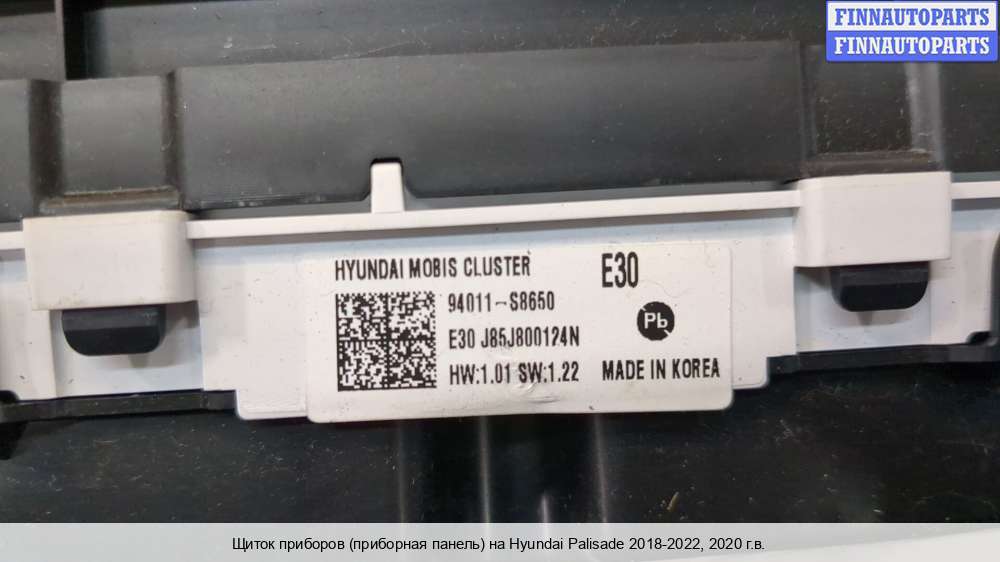 FINNAUTOPARTS
FINNAUTOPARTS
HYUNDAI MOBIS CLUSTER
E30
94011-S8650
Pb
E30 J85J800124N
HW:1.01 SW:1.22
MADE IN KOREA
Щиток приборов (приборная панель) на Hyundai Palisade 2018-2022, 2020 г.в.